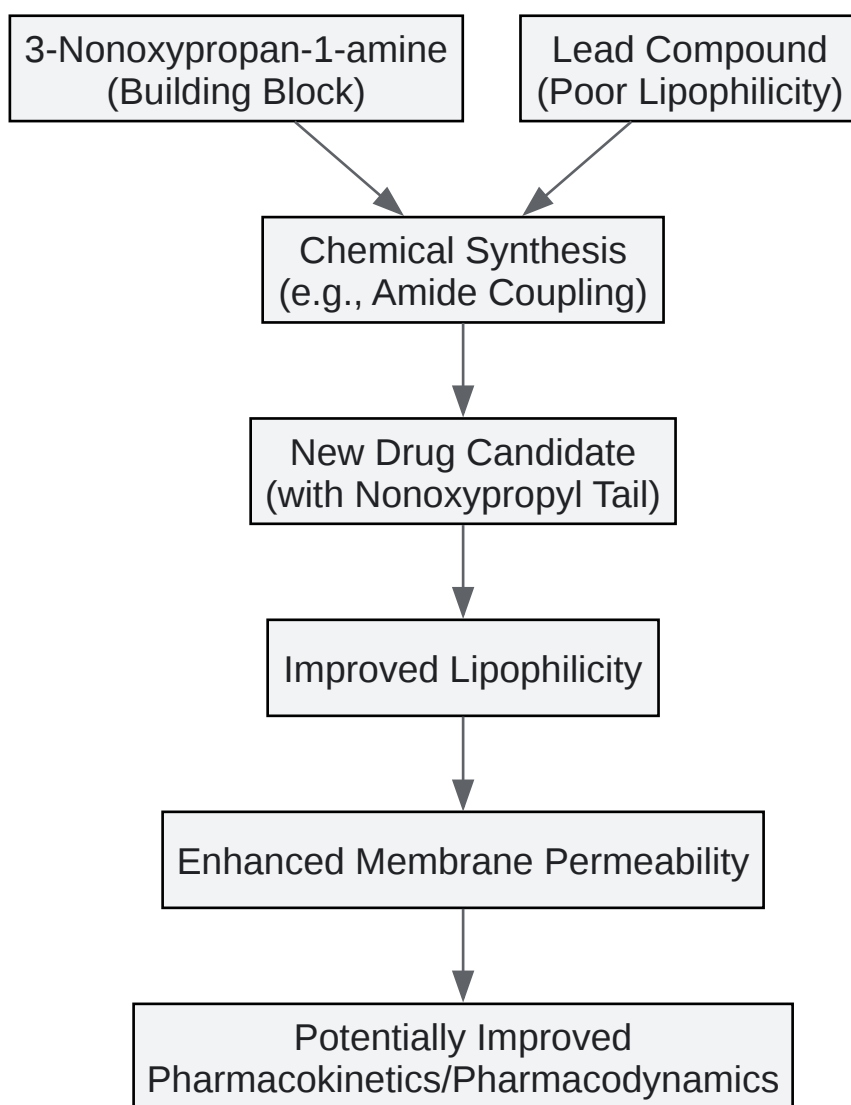 3-Nonoxypropan-1-amine
(Building Block)
Lead Compound
(Poor Lipophilicity)
Chemical Synthesis
(e.g., Amide Coupling)
New Drug Candidate
(with Nonoxypropyl Tail)
Improved Lipophilicity
Enhanced Membrane Permeability
Potentially Improved
Pharmacokinetics/Pharmacodynamics